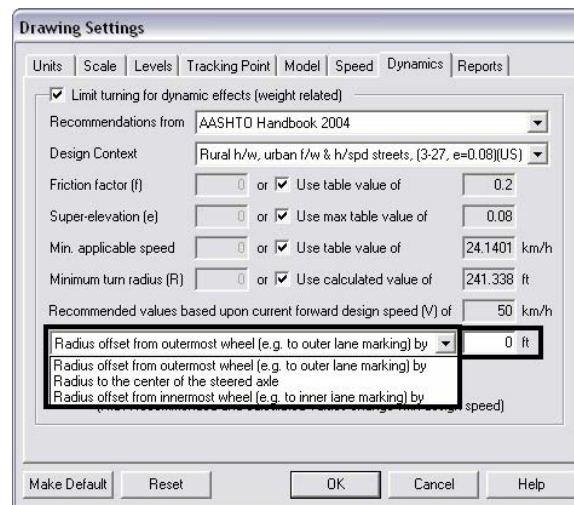 Drawing Settings
Units Scale Levels Tracking Point Model Speed Dynamics Reports
Limit turning for dynamic effects (weight related)
Recommendations from AASHTO Handbook 2004
Design Context Rural h/w, urban f/w & h/spd streets, (3-27, e=0.08)(US)
Friction factor (f) 0 or Use table value of 0.2
Super-elevation (e) 0 or Use max table value of 0.08
Min. applicable speed 0 or Use table value of 24.1401 km/h
Minimum turn radius (R) 0 or Use calculated value of 241.338 ft
Recommended values based upon current forward design speed (V) of 50 km/h
Radius offset from outermost wheel (e.g. to outer lane marking) by 0 ft
Radius offset from outermost wheel (e.g. to outer lane marking) by
Radius to the center of the steered axle
Radius offset from innermost wheel (e.g. to inner lane marking) by
speed)
Make Default Reset OK Cancel Help